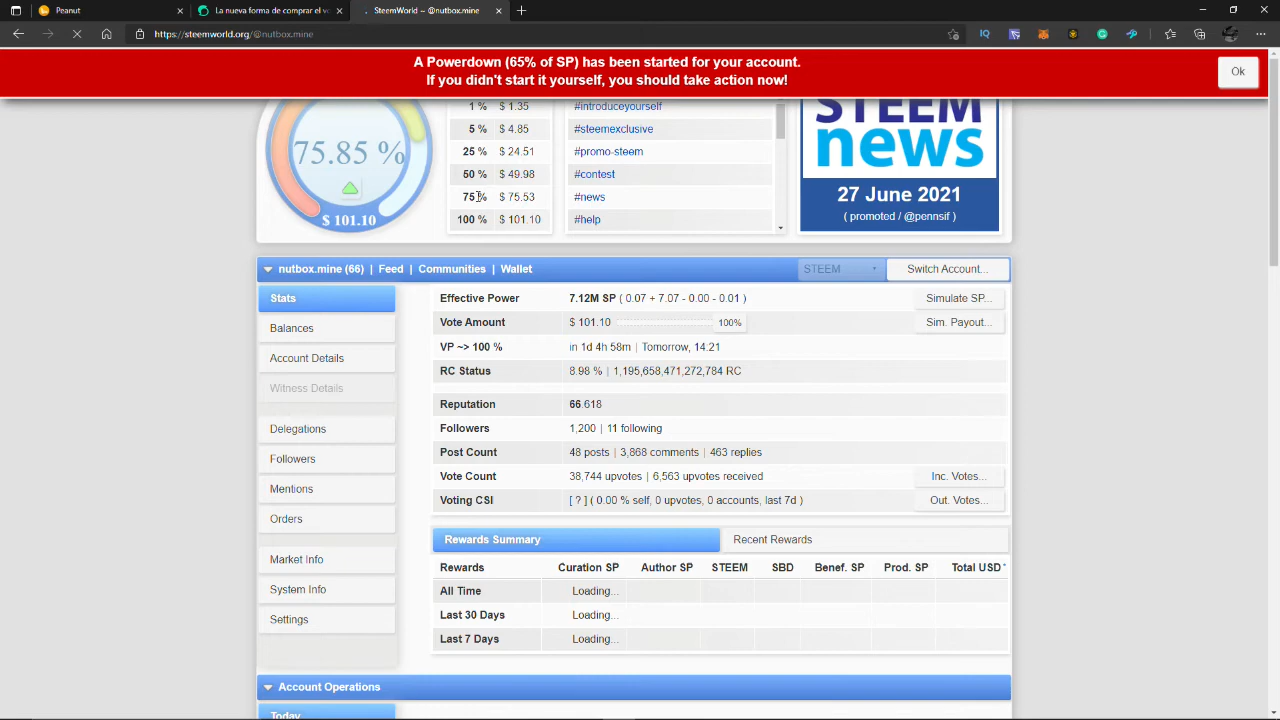 Peanut
La nueva forma de comprar el v
SteemWorld ~ @nutbox.mine
https://steemworld.org/@nutbox.mine
A Powerdown (65% of SP) has been started for your account.
If you didn't start it yourself, you should take action now!
Ok
75.85 %
$ 101.10
1 % $ 1.35
5 % $ 4.85
25 % $ 24.51
50 % $ 49.98
75 % $ 75.53
100 % $ 101.10
#introduceyourself
#steemexclusive
#promo-steem
#contest
#news
#help
STEEM
news
27 June 2021
( promoted / @pennsif )
nutbox.mine (66) | Feed | Communities | Wallet
STEEM
Switch Account...
Stats
Balances
Account Details
Witness Details
Delegations
Followers
Mentions
Orders
Market Info
System Info
Settings
Effective Power 7.12M SP ( 0.07 + 7.07 - 0.00 - 0.01 ) Simulate SP...
Vote Amount $ 101.10 100% Sim. Payout...
VP ~> 100 % in 1d 4h 58m | Tomorrow, 14.21
RC Status 8.98 % | 1,195,658,471,272,784 RC
Reputation 66.618
Followers 1,200 | 11 following
Post Count 48 posts | 3,868 comments | 463 replies
Vote Count 38,744 upvotes | 6,563 upvotes received Inc. Votes...
Voting CSI [ ? ] ( 0.00 % self, 0 upvotes, 0 accounts, last 7d ) Out. Votes...
Rewards Summary Recent Rewards
Rewards Curation SP Author SP STEEM SBD Benef. SP Prod. SP Total USD*
All Time Loading...
Last 30 Days Loading...
Last 7 Days Loading...
Account Operations
Today